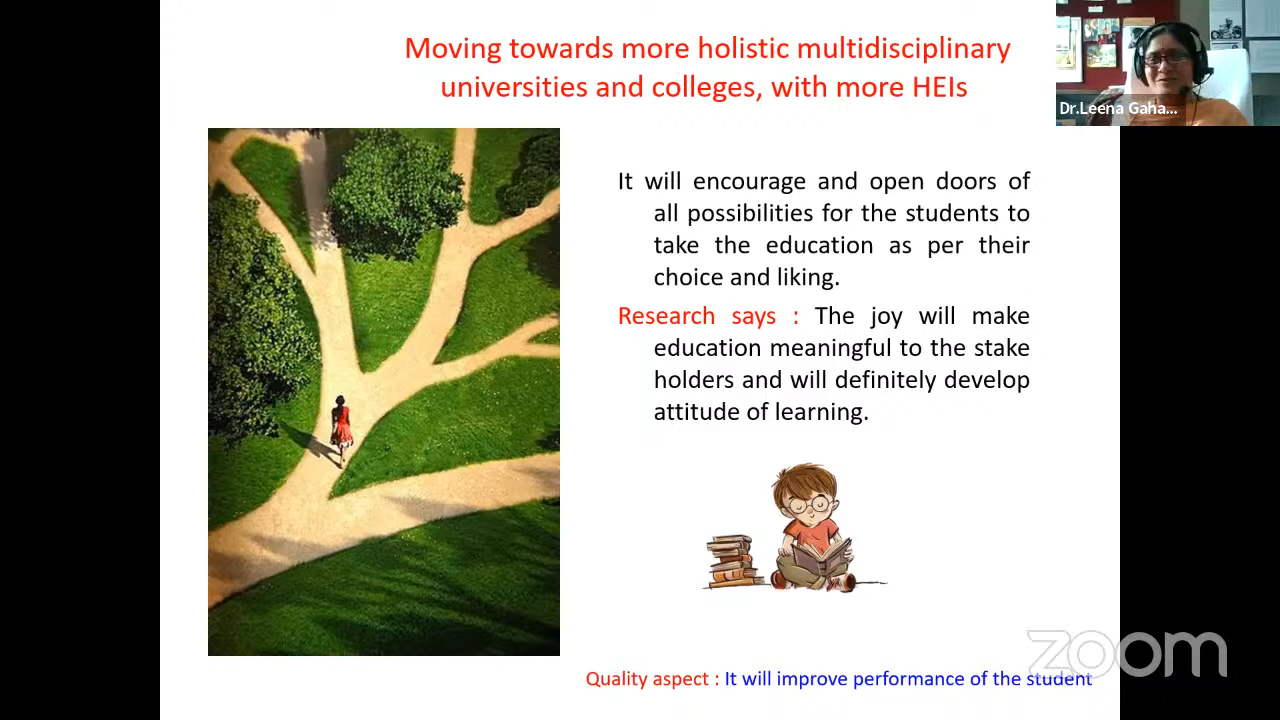 Moving towards more holistic multidisciplinary
universities and colleges, with more HEIs
Dr.Leena Gaha...
It will encourage and open doors of
all possibilities for the students to
take the education as per their
choice and liking.
Research says : The joy will make
education meaningful to the stake
holders and will definitely develop
attitude of learning.
zoom
Quality aspect : It will improve performance of the student